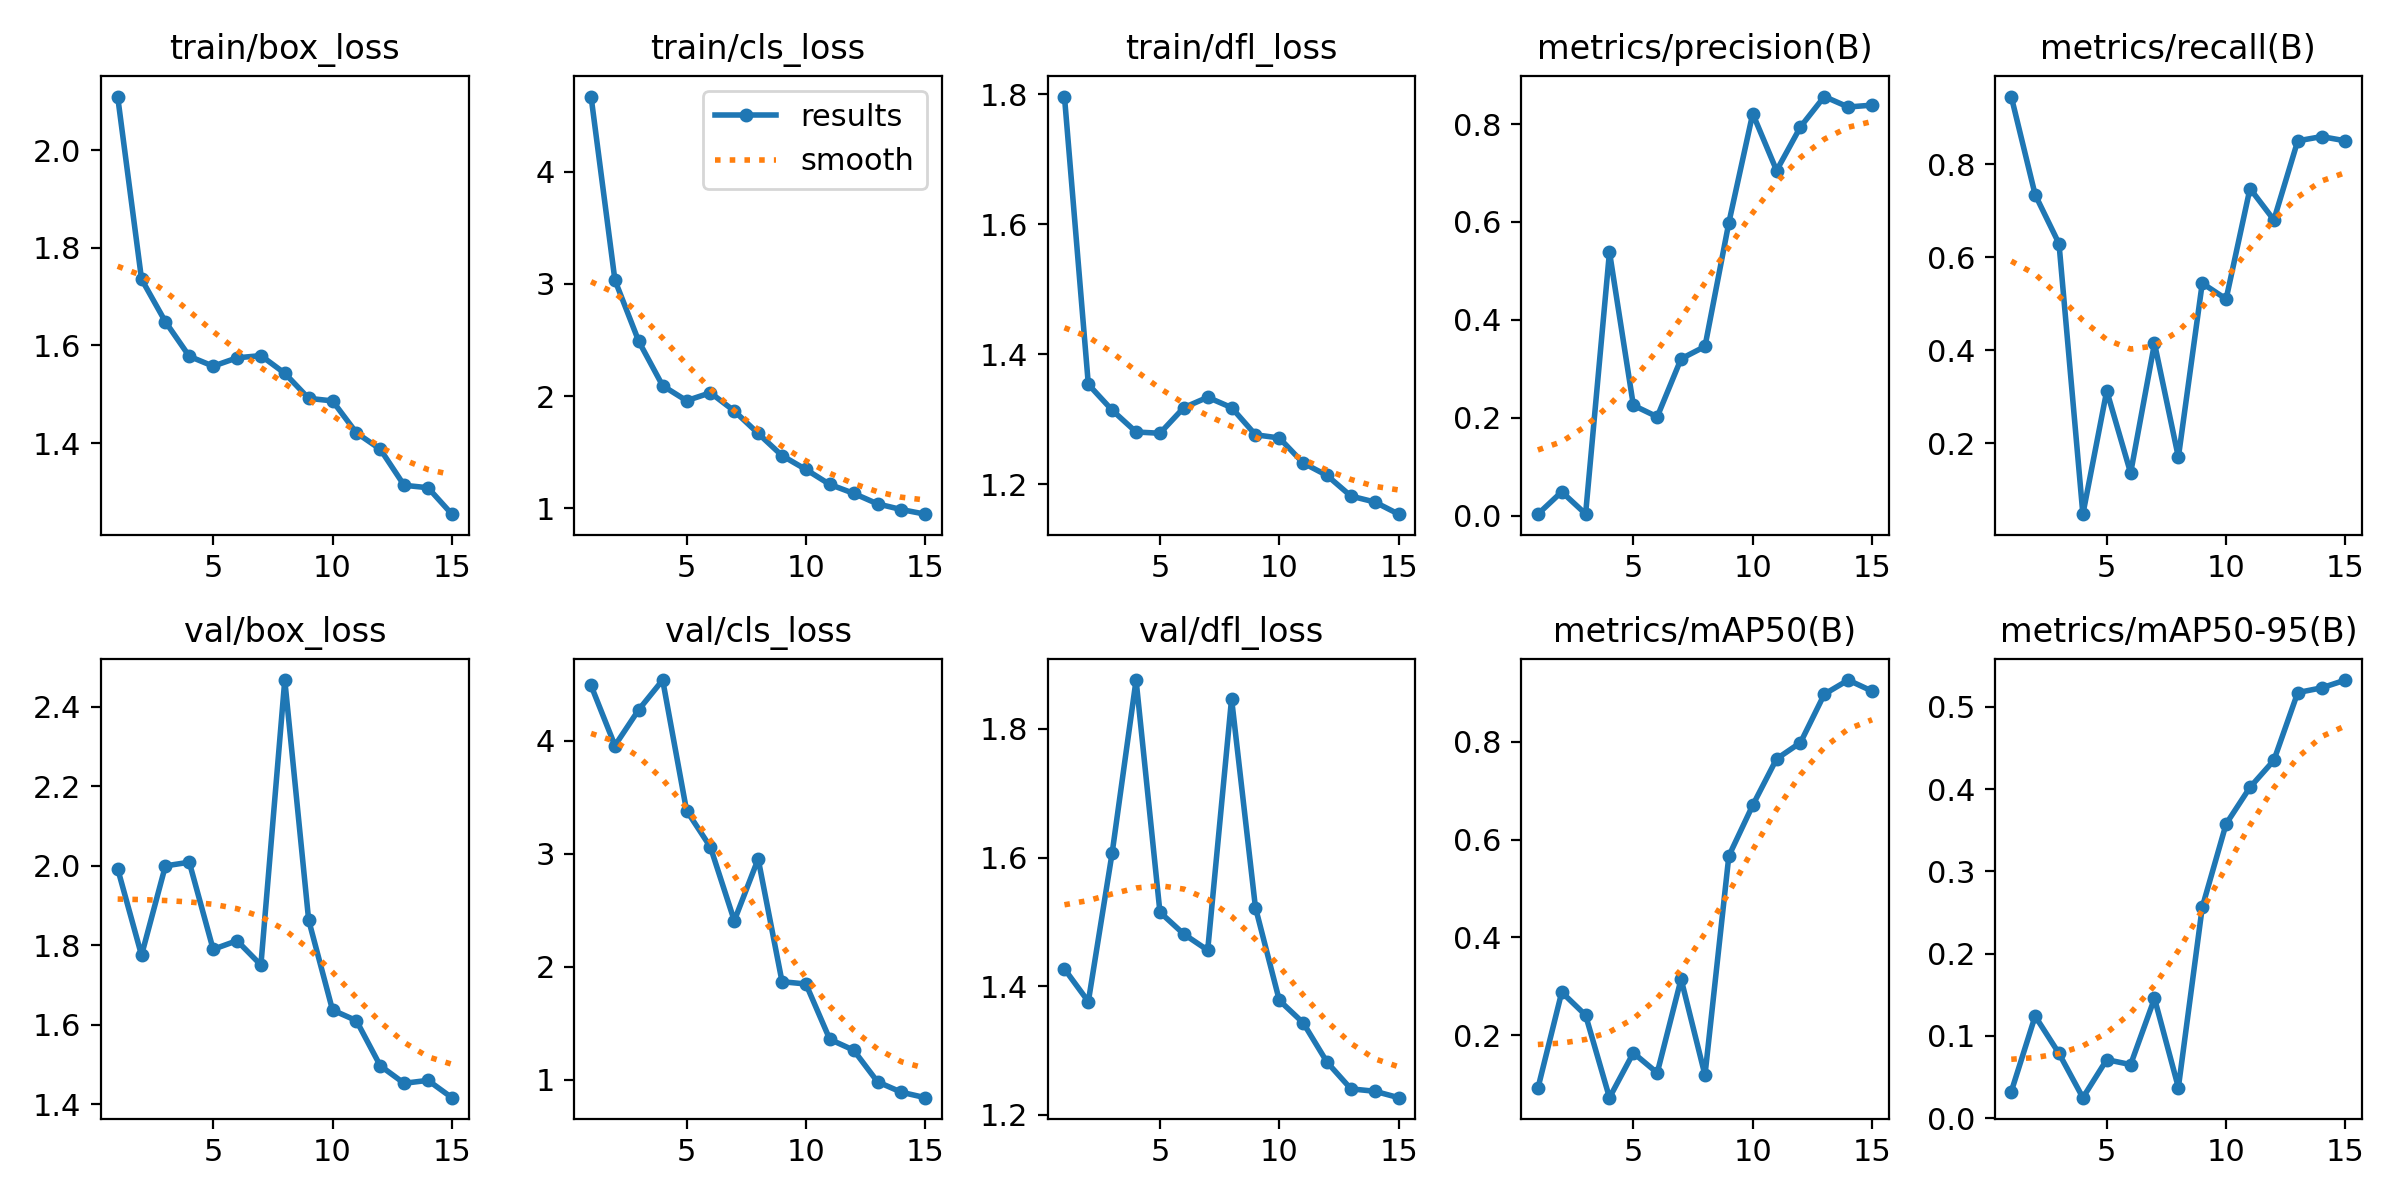 train/box_loss
2.0
1.8
1.6
1.4
5 10 15
train/cls_loss
results
smooth
4
3
2
1
5 10 15
train/dfl_loss
1.8
1.6
1.4
1.2
5 10 15
metrics/precision(B)
0.8
0.6
0.4
0.2
0.0
5 10 15
metrics/recall(B)
0.8
0.6
0.4
0.2
5 10 15
val/box_loss
2.4
2.2
2.0
1.8
1.6
1.4
5 10 15
val/cls_loss
4
3
2
1
5 10 15
val/dfl_loss
1.8
1.6
1.4
1.2
5 10 15
metrics/mAP50(B)
0.8
0.6
0.4
0.2
5 10 15
metrics/mAP50-95(B)
0.5
0.4
0.3
0.2
0.1
0.0
5 10 15